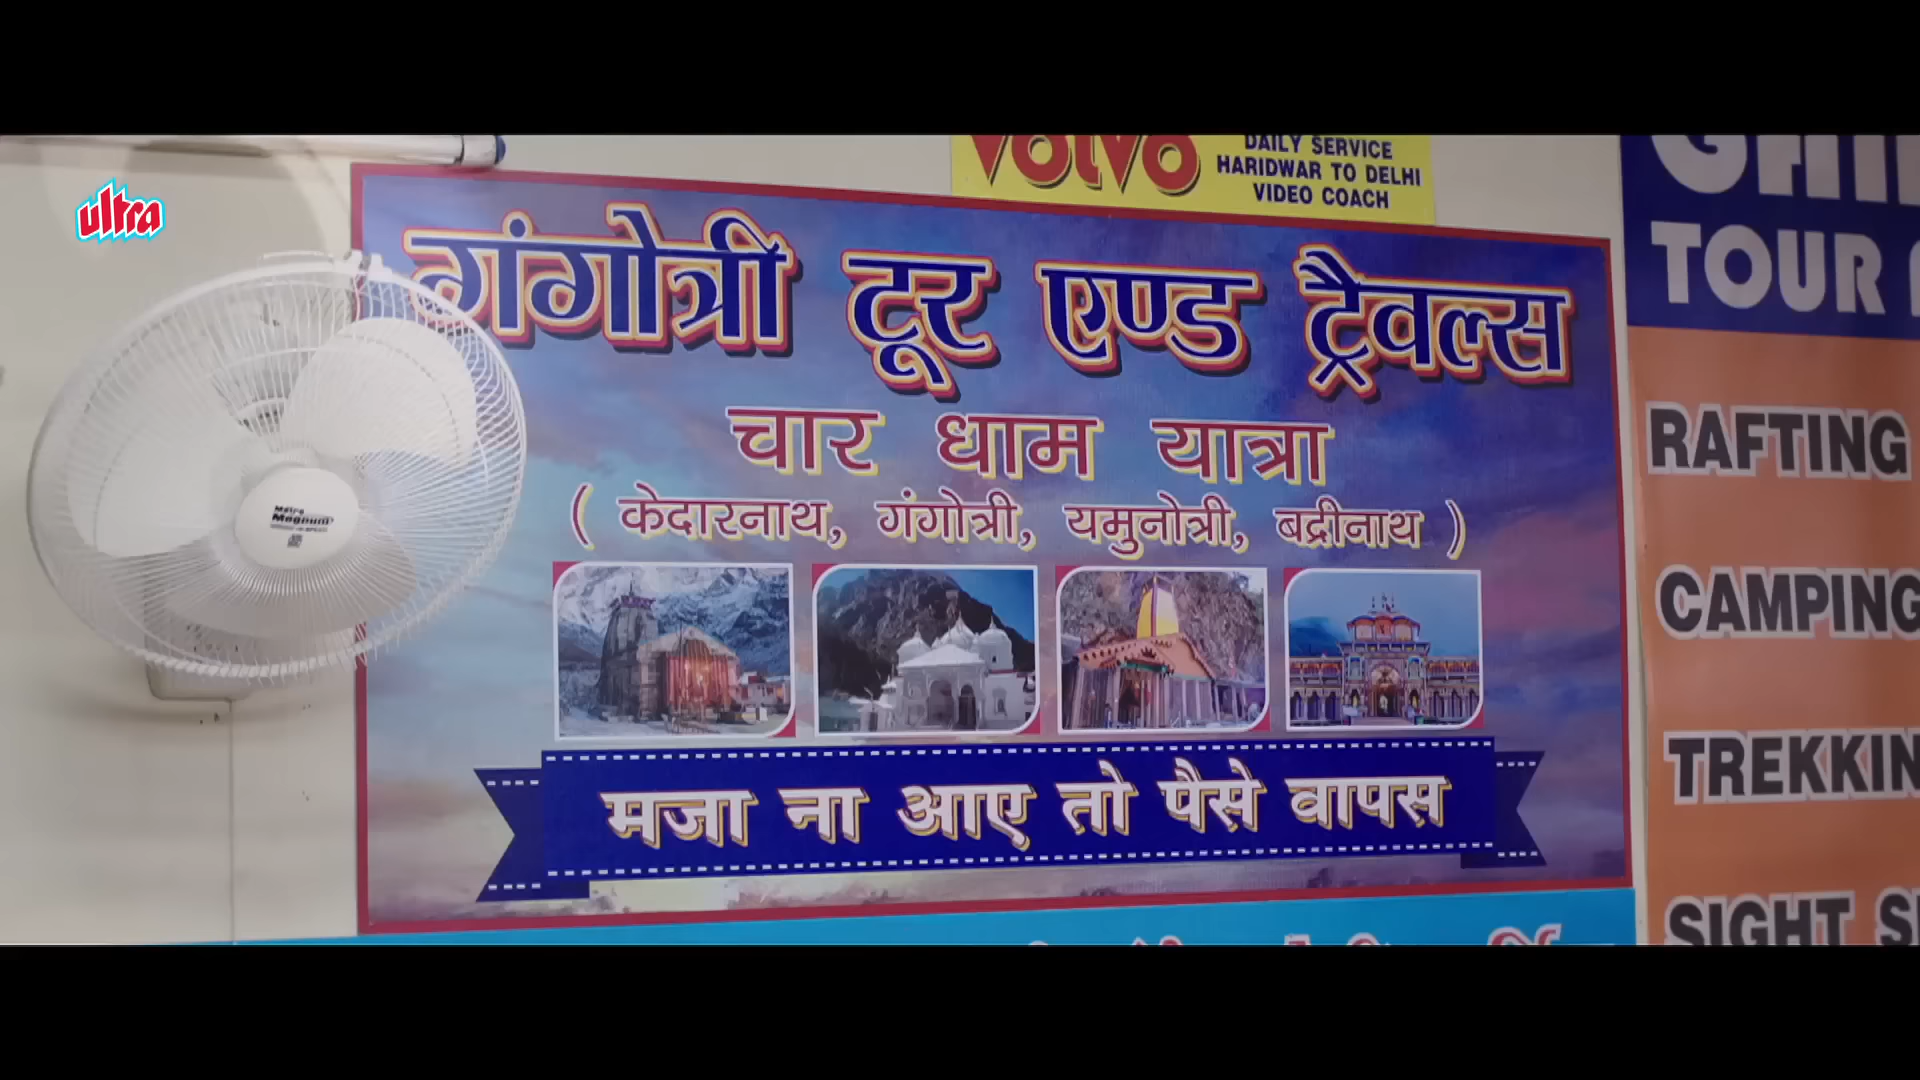 ultra
volvo
DAILY SERVICE
HARIDWAR TO DELHI
VIDEO COACH
गंगोत्री टूर एण्ड ट्रैवल्स
चार धाम यात्रा
( केदारनाथ, गंगोत्री, यमुनोत्री, बद्रीनाथ )
मजा ना आए तो पैसे वापस
TOUR
RAFTING
CAMPING
TREKKIN
SIGHT